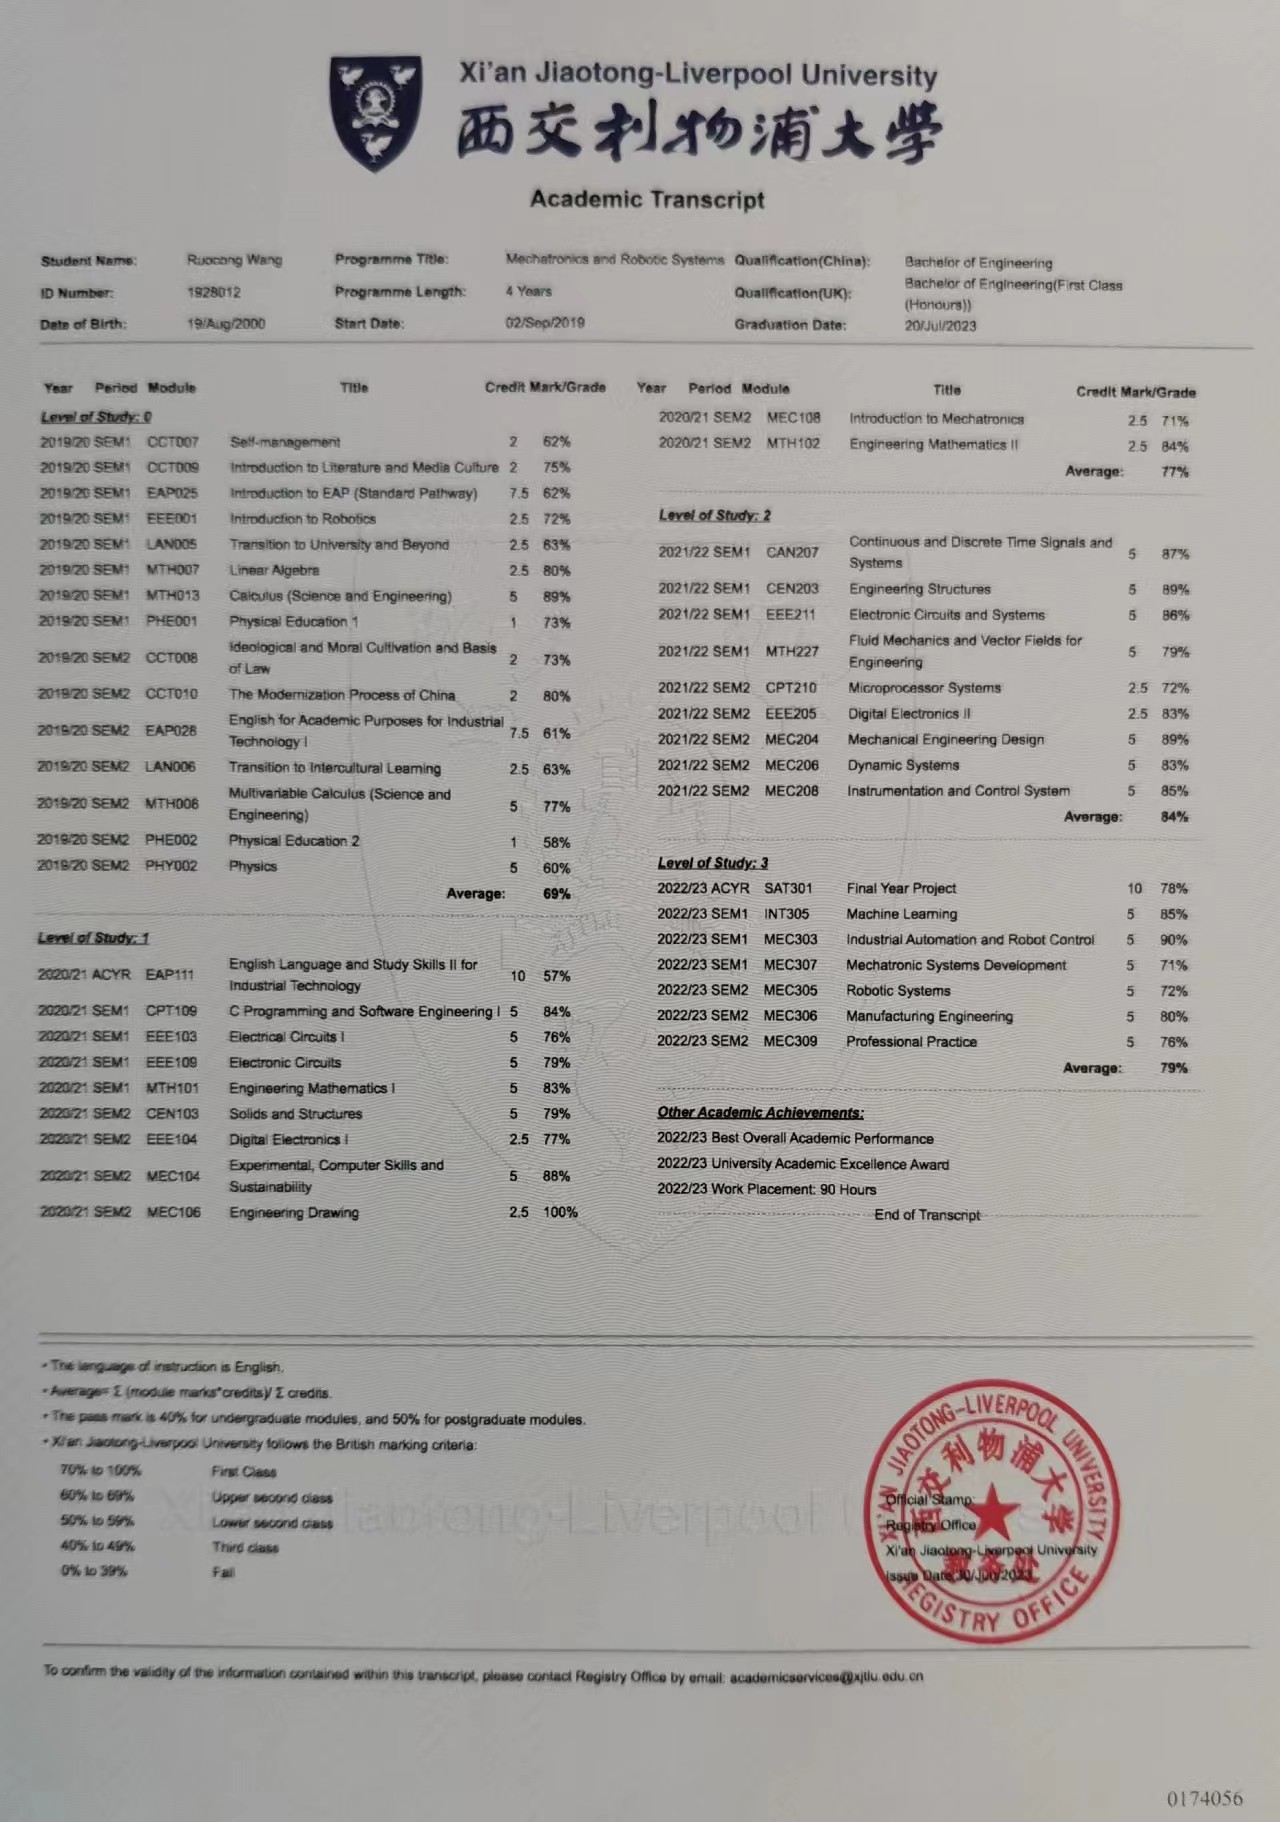 Xi'an Jiaotong-Liverpool University
西交利物浦大學
Academic Transcript
Student Name: Ruocong Wang Programme Title: Mechatronics and Robotic Systems Qualification(China): Bachelor of Engineering
ID Number: 1928012 Programme Length: 4 Years Qualification(UK): Bachelor of Engineering(First Class (Honours))
Date of Birth: 19/Aug/2000 Start Date: 02/Sep/2019 Graduation Date: 20/Jul/2023
Year Period Module Title Credit Mark/Grade
Level of Study: 0
2019/20 SEM1 CCT007 Self-management 2 62%
2019/20 SEM1 CCT009 Introduction to Literature and Media Culture 2 75%
2019/20 SEM1 EAP025 Introduction to EAP (Standard Pathway) 7.5 62%
2019/20 SEM1 EEE001 Introduction to Robotics 2.5 72%
2019/20 SEM1 LAN005 Transition to University and Beyond 2.5 63%
2019/20 SEM1 MTH007 Linear Algebra 2.5 80%
2019/20 SEM1 MTH013 Calculus (Science and Engineering) 5 89%
2019/20 SEM1 PHE001 Physical Education 1 1 73%
2019/20 SEM2 CCT008 Ideological and Moral Cultivation and Basis of Law 2 73%
2019/20 SEM2 CCT010 The Modernization Process of China 2 80%
2019/20 SEM2 EAP028 English for Academic Purposes for Industrial Technology I 7.5 61%
2019/20 SEM2 LAN006 Transition to Intercultural Learning 2.5 63%
2019/20 SEM2 MTH008 Multivariable Calculus (Science and Engineering) 5 77%
2019/20 SEM2 PHE002 Physical Education 2 1 58%
2019/20 SEM2 PHY002 Physics 5 60%
Average: 69%
Level of Study: 1
2020/21 ACYR EAP111 English Language and Study Skills II for Industrial Technology 10 57%
2020/21 SEM1 CPT109 C Programming and Software Engineering I 5 84%
2020/21 SEM1 EEE103 Electrical Circuits I 5 76%
2020/21 SEM1 EEE109 Electronic Circuits 5 79%
2020/21 SEM1 MTH101 Engineering Mathematics I 5 83%
2020/21 SEM2 CEN103 Solids and Structures 5 79%
2020/21 SEM2 EEE104 Digital Electronics I 2.5 77%
2020/21 SEM2 MEC104 Experimental, Computer Skills and Sustainability 5 88%
2020/21 SEM2 MEC106 Engineering Drawing 2.5 100%
Year Period Module Title Credit Mark/Grade
2020/21 SEM2 MEC108 Introduction to Mechatronics 2.5 71%
2020/21 SEM2 MTH102 Engineering Mathematics II 2.5 84%
Average: 77%
Level of Study: 2
2021/22 SEM1 CAN207 Continuous and Discrete Time Signals and Systems 5 87%
2021/22 SEM1 CEN203 Engineering Structures 5 89%
2021/22 SEM1 EEE211 Electronic Circuits and Systems 5 86%
2021/22 SEM1 MTH227 Fluid Mechanics and Vector Fields for Engineering 5 79%
2021/22 SEM2 CPT210 Microprocessor Systems 2.5 72%
2021/22 SEM2 EEE205 Digital Electronics II 2.5 83%
2021/22 SEM2 MEC204 Mechanical Engineering Design 5 89%
2021/22 SEM2 MEC206 Dynamic Systems 5 83%
2021/22 SEM2 MEC208 Instrumentation and Control System 5 85%
Average: 84%
Level of Study: 3
2022/23 ACYR SAT301 Final Year Project 10 78%
2022/23 SEM1 INT305 Machine Learning 5 85%
2022/23 SEM1 MEC303 Industrial Automation and Robot Control 5 90%
2022/23 SEM1 MEC307 Mechatronic Systems Development 5 71%
2022/23 SEM2 MEC305 Robotic Systems 5 72%
2022/23 SEM2 MEC306 Manufacturing Engineering 5 80%
2022/23 SEM2 MEC309 Professional Practice 5 76%
Average: 79%
Other Academic Achievements:
2022/23 Best Overall Academic Performance
2022/23 University Academic Excellence Award
2022/23 Work Placement: 90 Hours
End of Transcript
• The language of instruction is English.
• Average= Σ (module marks*credits)/ Σ credits.
• The pass mark is 40% for undergraduate modules, and 50% for postgraduate modules.
• Xi'an Jiaotong-Liverpool University follows the British marking criteria:
70% to 100% First Class
60% to 69% Upper second class
50% to 59% Lower second class
40% to 49% Third class
0% to 39% Fail
XI'AN JIAOTONG-LIVERPOOL UNIVERSITY
西交利物浦大学
教务处
REGISTRY OFFICE
Official Stamp:
Registry Office
Xi'an Jiaotong-Liverpool University
Issue Date:
To confirm the validity of the information contained within this transcript, please contact Registry Office by email: academicservices@xjtlu.edu.cn
0174056